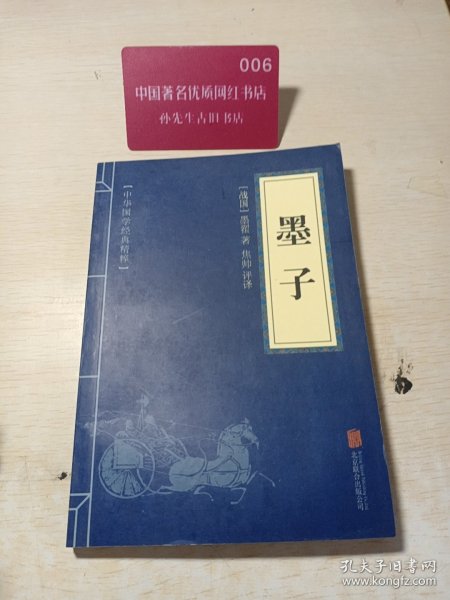 006
中国著名优质网红书店
孙先生古旧书店
【中华国学经典精粹】
[战国]墨翟 著 焦帅 评译
墨子
北京联合出版公司
孔夫子旧书网
www.kongfz.com